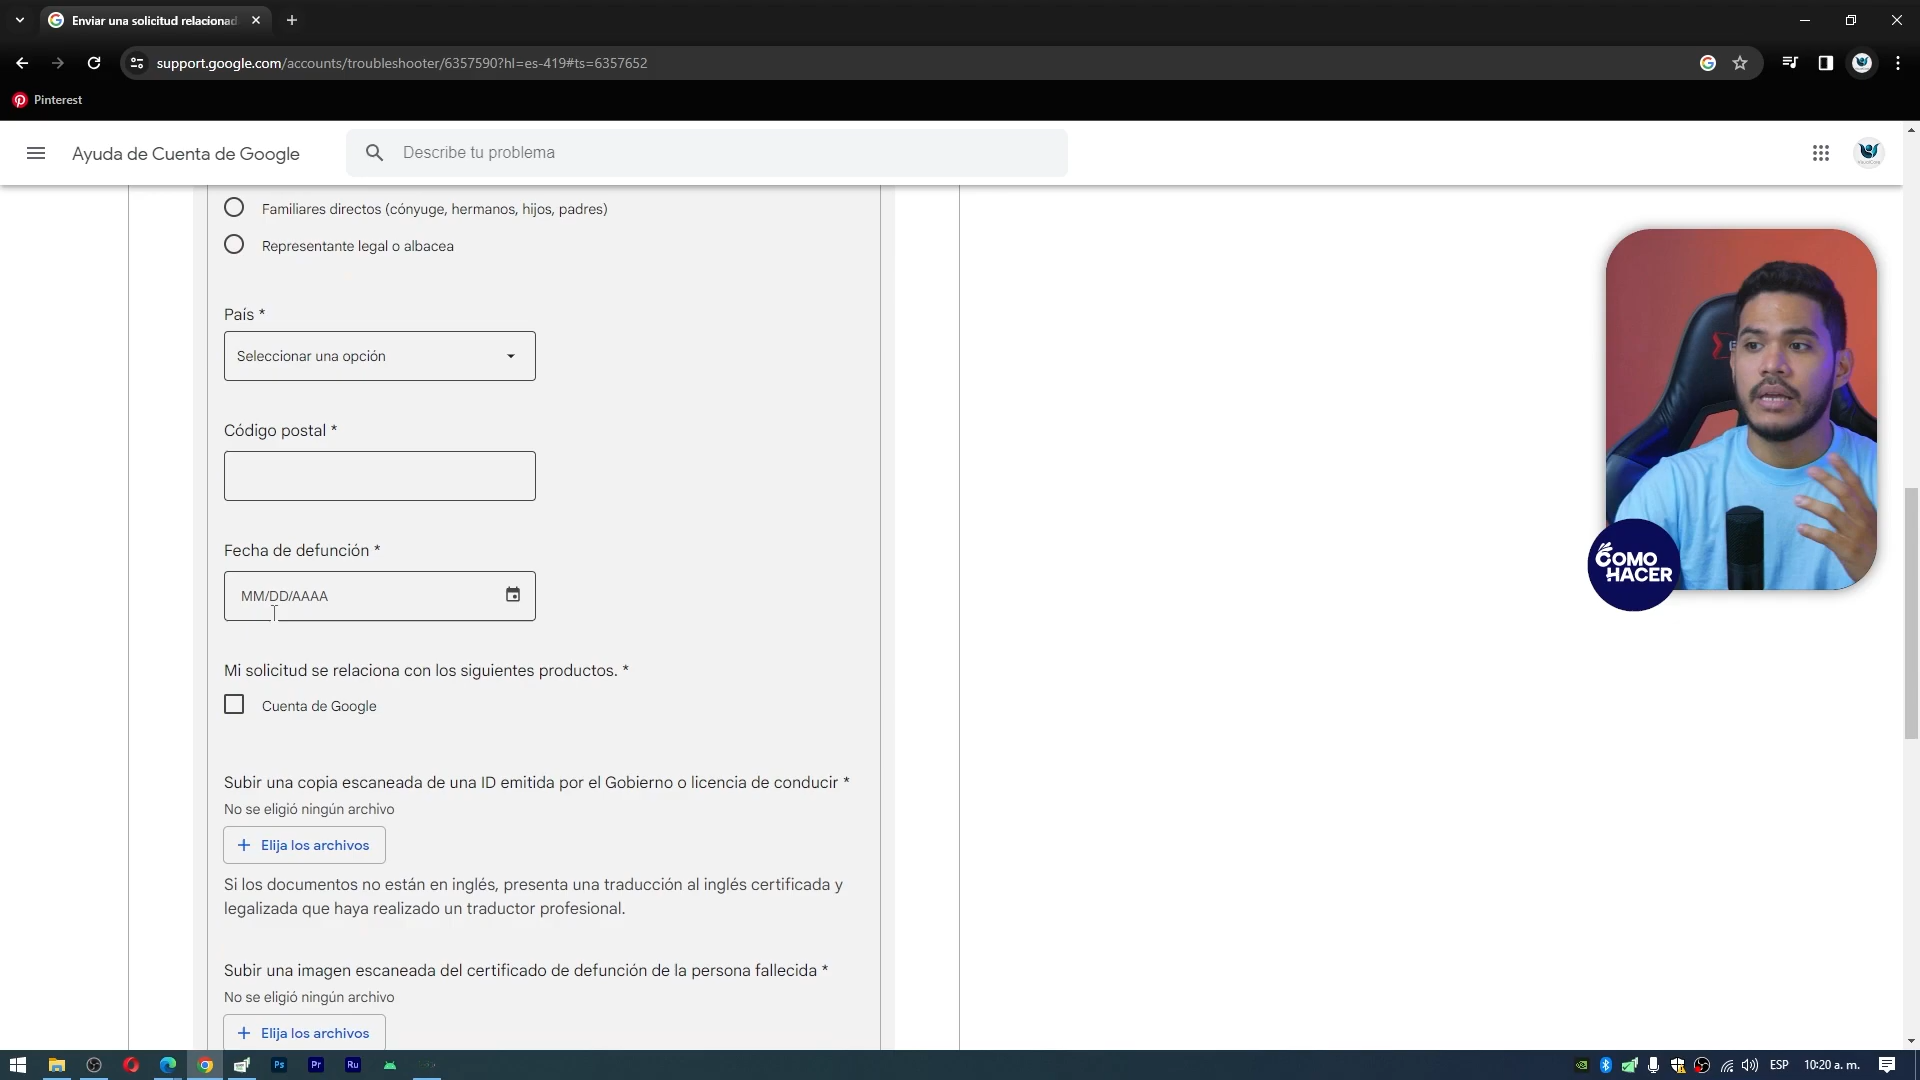 Enviar una solicitud relacionad
support.google.com/accounts/troubleshooter/6357590?hl=es-419#ts=6357652
Pinterest
Ayuda de Cuenta de Google
Describe tu problema
Familiares directos (cónyuge, hermanos, hijos, padres)
Representante legal o albacea
País *
Seleccionar una opción
Código postal *
Fecha de defunción *
MM/DD/AAAA
Mi solicitud se relaciona con los siguientes productos. *
Cuenta de Google
Subir una copia escaneada de una ID emitida por el Gobierno o licencia de conducir *
No se eligió ningún archivo
+ Elija los archivos
Si los documentos no están en inglés, presenta una traducción al inglés certificada y
legalizada que haya realizado un traductor profesional.
Subir una imagen escaneada del certificado de defunción de la persona fallecida *
No se eligió ningún archivo
+ Elija los archivos
COMO
HACER
Ps
Pr
Ru
ESP
10:20 a. m.